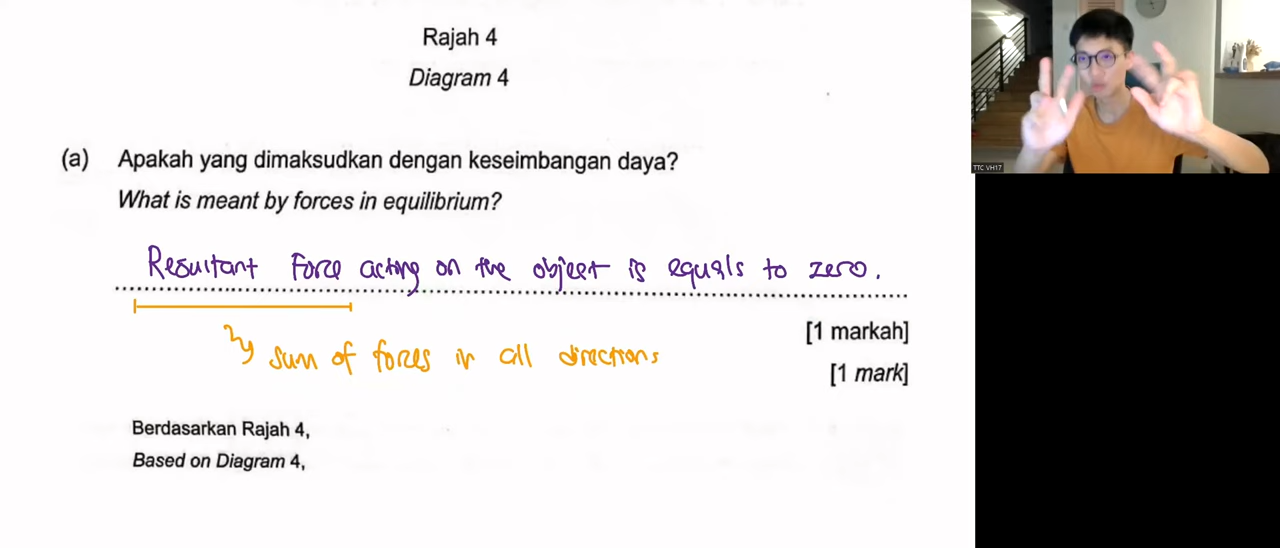 Rajah 4
Diagram 4
(a) Apakah yang dimaksudkan dengan keseimbangan daya?
What is meant by forces in equilibrium?
Resultant Force acting on the object is equals to zero.
[1 markah]
sum of forces in all directions
[1 mark]
Berdasarkan Rajah 4,
Based on Diagram 4,
TTC VH17